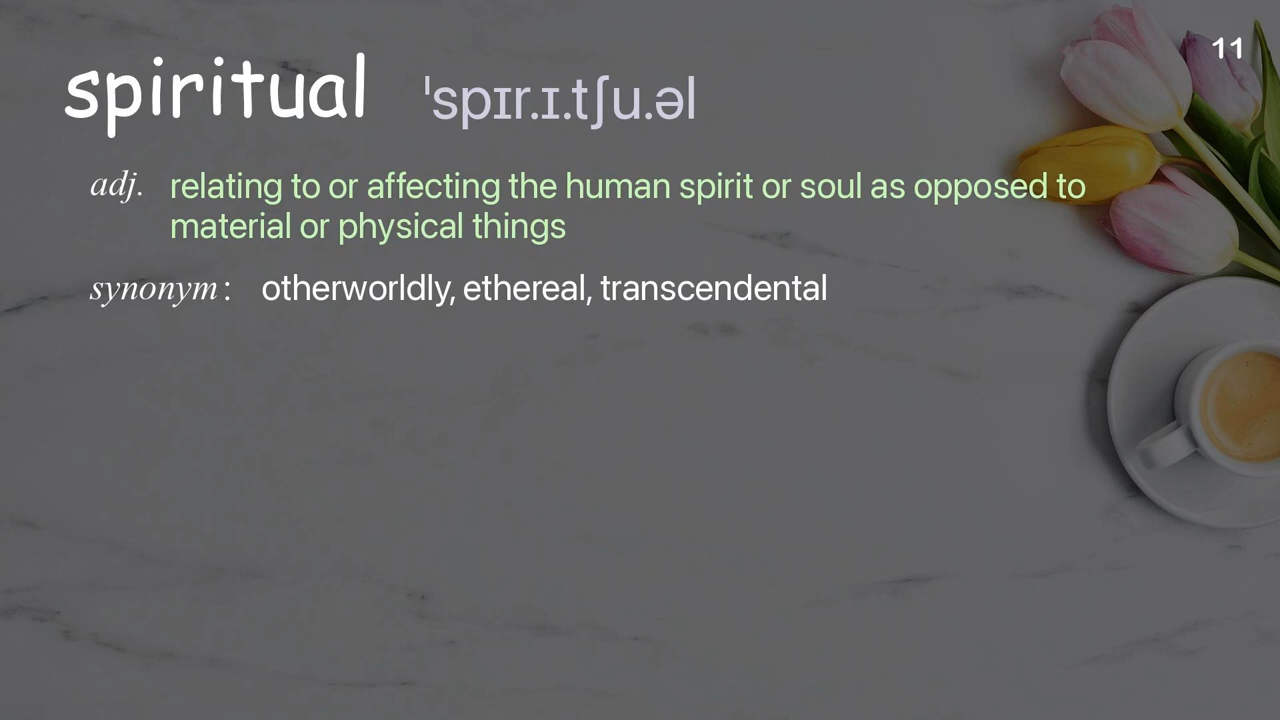 11
spiritual ˈspɪr.ɪ.tʃu.əl
adj. relating to or affecting the human spirit or soul as opposed to
material or physical things
synonym: otherworldly, ethereal, transcendental